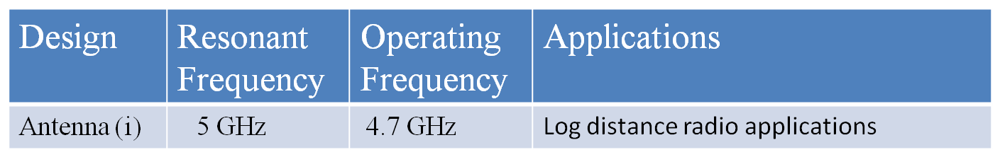 Design
Resonant
Frequency
Operating
Frequency
Applications
Antenna (i)
5 GHz
4.7 GHz
Log distance radio applications